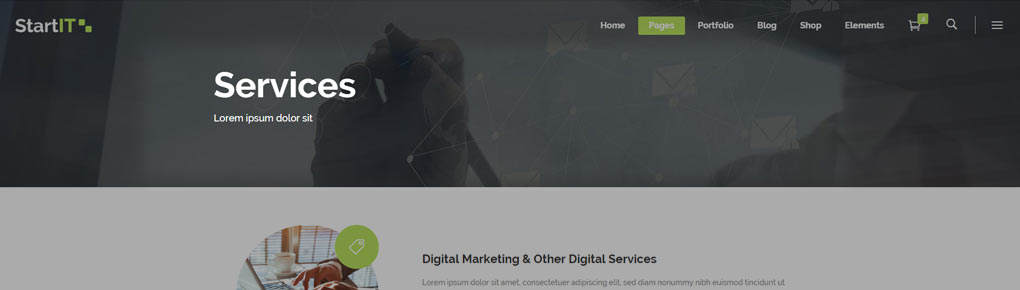 StartIT
Home Pages Portfolio Blog Shop Elements 4
Services
Lorem ipsum dolor sit
Digital Marketing & Other Digital Services
Lorem ipsum dolor sit amet, consectetuer adipiscing elit, sed diam nonummy nibh euismod tincidunt ut